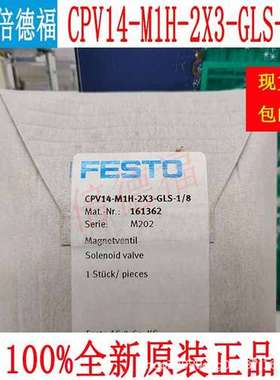 倍德福 CPV14-M1H-2X3-GLS-
现
包
FESTO
CPV14-M1H-2X3-GLS-1/8
Mat.-Nr.: 161362
Serie: M202
Magnetventil
Solenoid valve
1 Stück/ pieces
100%全新原装正品